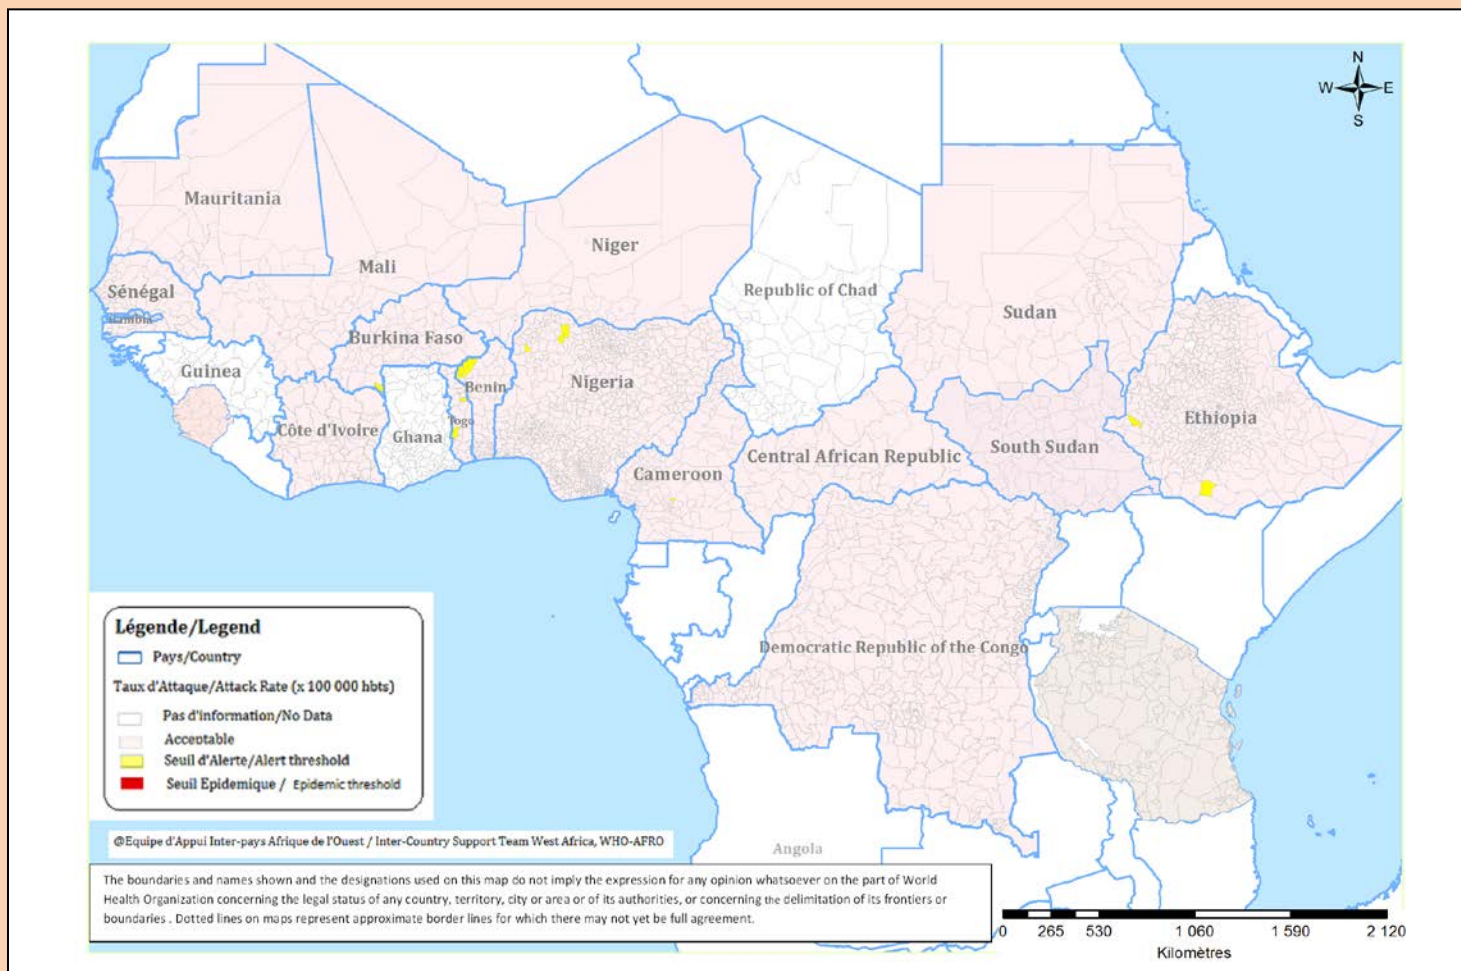 N
W E
S
Mauritania
Mali
Niger
Sénégal
Gambia
Burkina Faso
Republic of Chad
Sudan
Guinea
Benin
Nigeria
Togo
Côte d'Ivoire
Ghana
Ethiopia
South Sudan
Central African Republic
Cameroon
Democratic Republic of the Congo
Angola
Légende/Legend
Pays/Country
Taux d'Attaque/Attack Rate (x 100 000 hbts)
Pas d'information/No Data
Acceptable
Seuil d'Alerte/Alert threshold
Seuil Epidemique / Epidemic threshold
@Equipe d'Appui Inter-pays Afrique de l'Ouest / Inter-Country Support Team West Africa, WHO-AFRO
The boundaries and names shown and the designations used on this map do not imply the expression for any opinion whatsoever on the part of World
Health Organization concerning the legal status of any country, territory, city or area or of its authorities, or concerning the delimitation of its frontiers or
boundaries . Dotted lines on maps represent approximate border lines for which there may not yet be full agreement.
0 265 530 1 060 1 590 2 120
Kilomètres